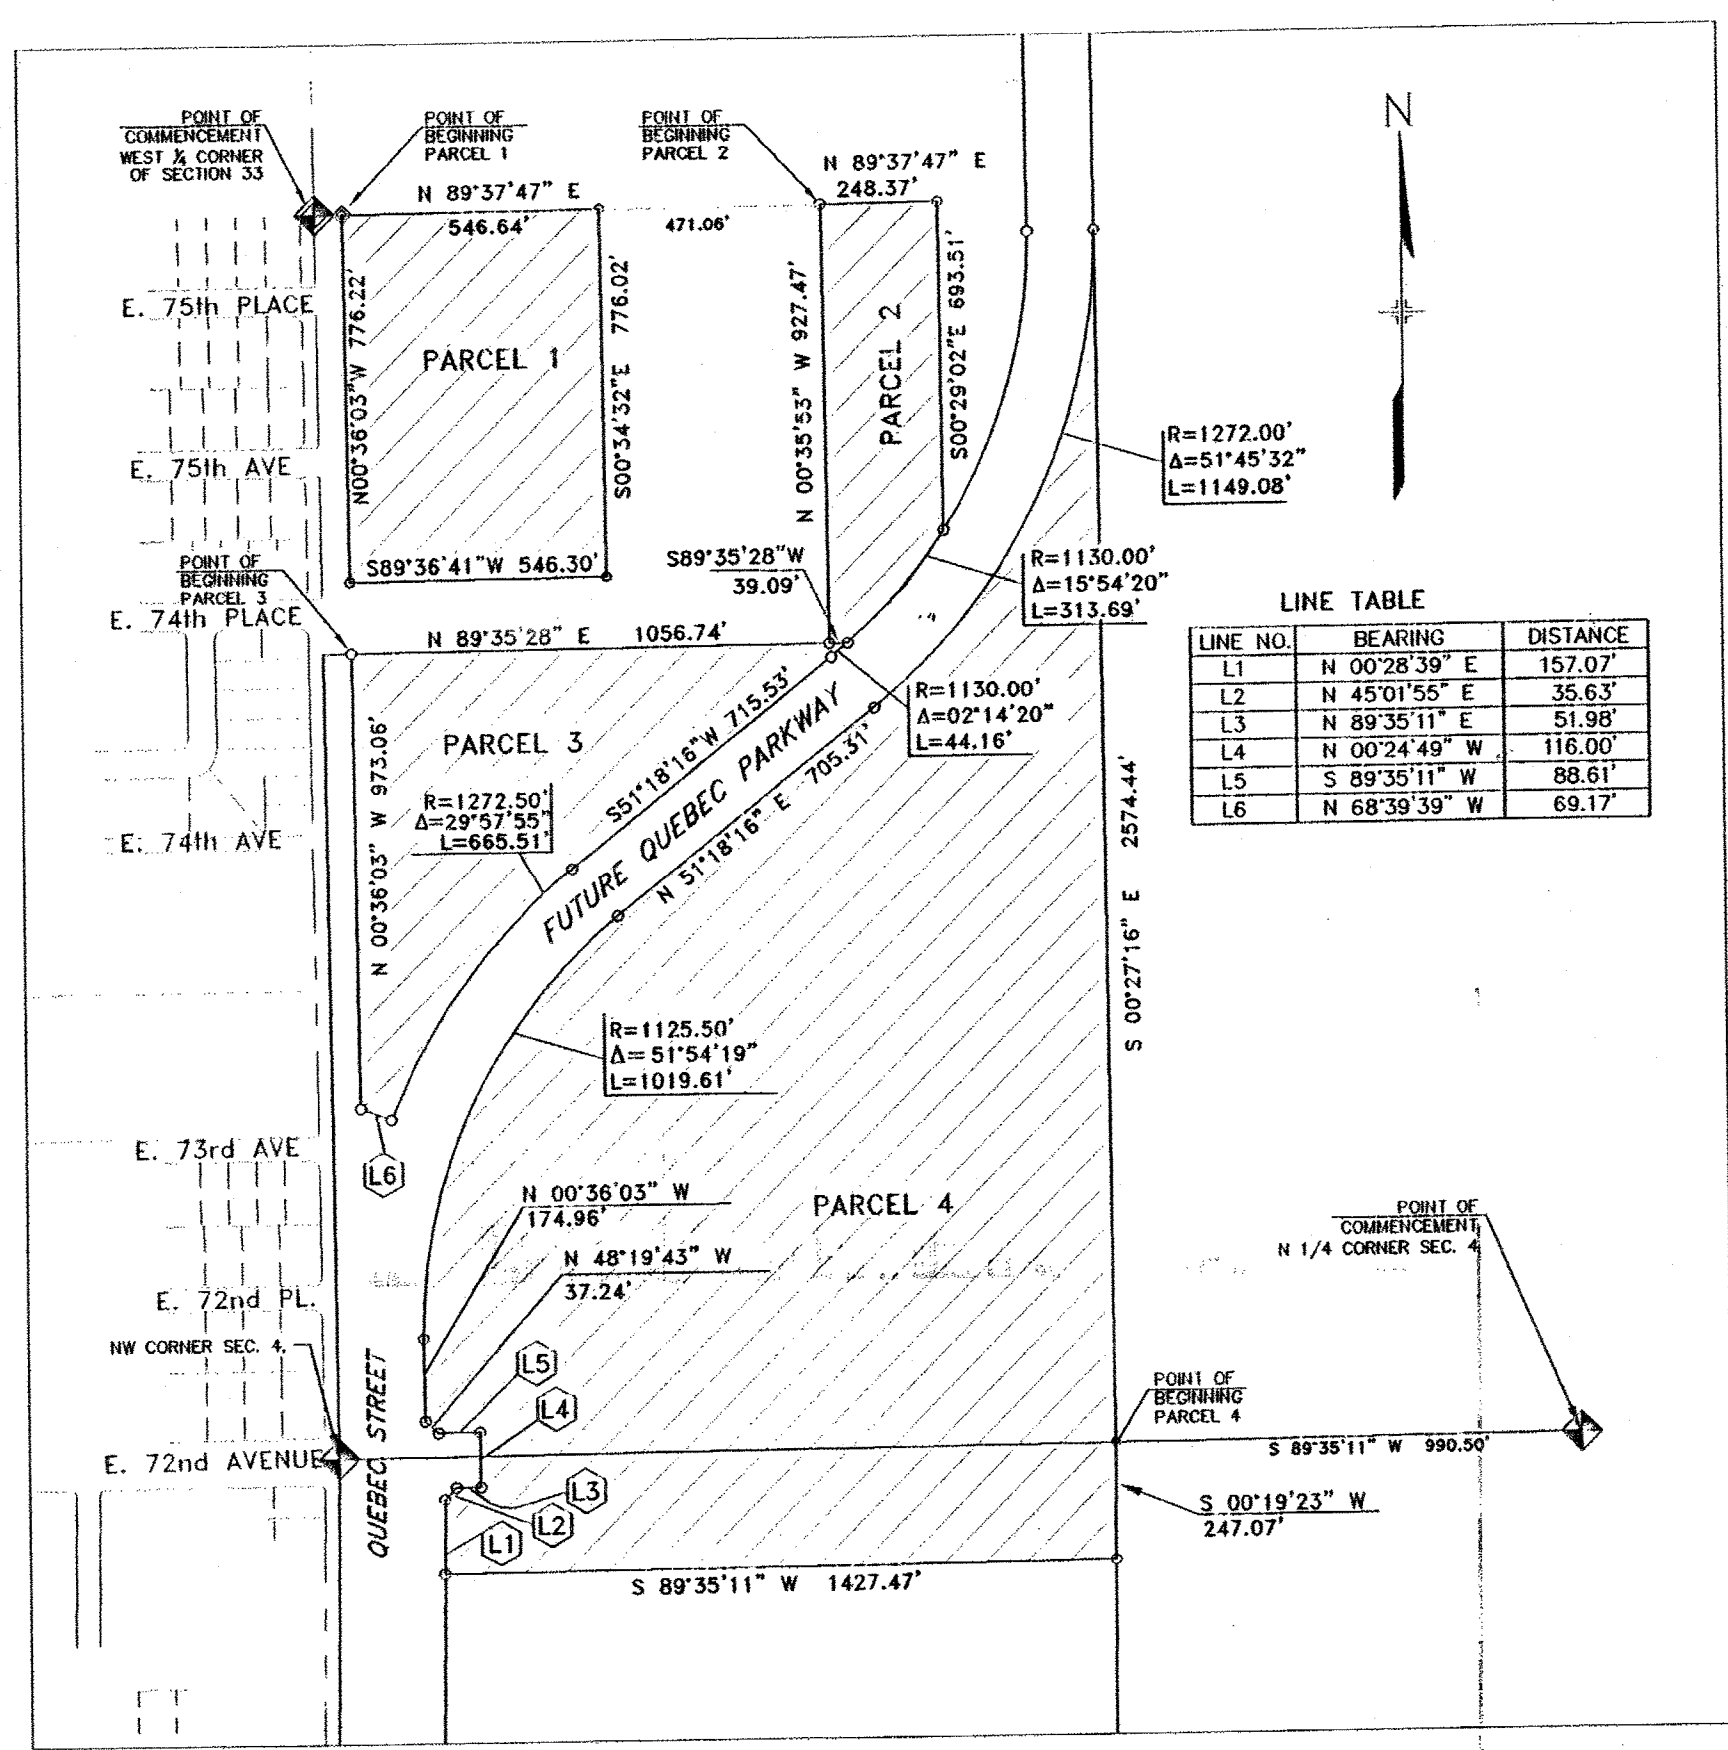 POINT OF
COMMENCEMENT
WEST ¼ CORNER
OF SECTION 33
POINT OF
BEGINNING
PARCEL 1
POINT OF
BEGINNING
PARCEL 2
N 89°37'47" E
248.37'
N
N 89°37'47" E
546.64'
471.06'
E. 75th PLACE
N00°36'03"W 776.22'
PARCEL 1
S00°34'32"E 776.02'
N 00°35'53" W 927.47'
PARCEL 2
S00°29'02"E 693.51'
R=1272.00'
Δ=51°45'32"
L=1149.08'
E. 75th AVE
POINT OF
BEGINNING
PARCEL 3
S89°36'41"W 546.30'
S89°35'28"W
39.09'
R=1130.00'
Δ=15°54'20"
L=313.69'
E. 74th PLACE
N 89°35'28" E 1056.74'
LINE TABLE
LINE NO. BEARING DISTANCE
L1 N 00°28'39" E 157.07'
L2 N 45°01'55" E 35.63'
L3 N 89°35'11" E 51.98'
L4 N 00°24'49" W 116.00'
L5 S 89°35'11" W 88.61'
L6 N 68°39'39" W 69.17'
R=1130.00'
Δ=02°14'20"
L=44.16'
PARCEL 3
S51°18'16"W 715.53'
FUTURE QUEBEC PARKWAY
N 51°18'16" E 705.31'
R=1272.50'
Δ=29°57'55"
L=665.51'
E. 74th AVE
N 00°36'03" W 973.06'
S 00°27'16" E 2574.44'
R=1125.50'
Δ=51°54'19"
L=1019.61'
E. 73rd AVE
L6
N 00°36'03" W
174.96'
PARCEL 4
POINT OF
COMMENCEMENT
N 1/4 CORNER SEC. 4
N 48°19'43" W
37.24'
E. 72nd PL.
NW CORNER SEC. 4.
QUEBEC STREET
L5
L4
POINT OF
BEGINNING
PARCEL 4
E. 72nd AVENUE
S 89°35'11" W 990.50'
L3
L2
L1
S 00°19'23" W
247.07'
S 89°35'11" W 1427.47'